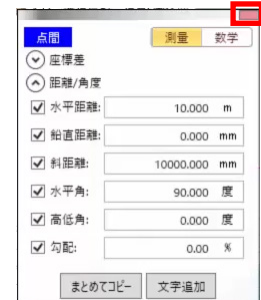 点間 測量 数学
座標差
距離/角度
水平距離: 10.000 m
鉛直距離: 0.000 mm
斜距離: 10000.000 mm
水平角: 90.000 度
高低角: 0.000 度
勾配: 0.00 %
まとめてコピー 文字追加